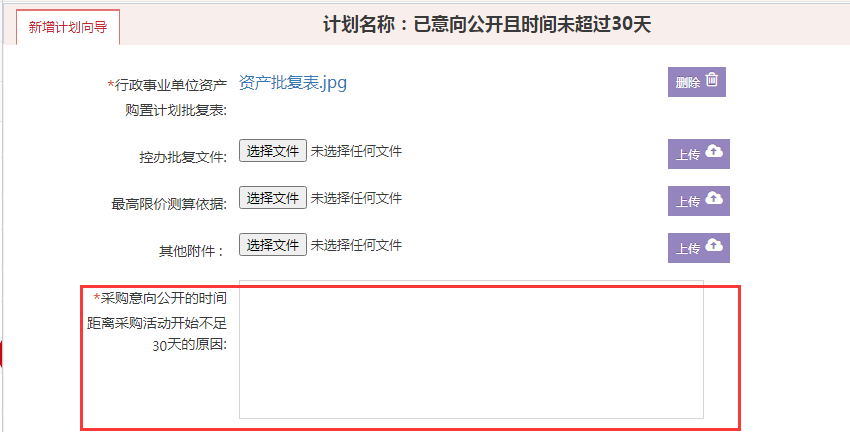 新增计划向导
计划名称：已意向公开且时间未超过30天
*行政事业单位资产
购置计划批复表:
资产批复表.jpg
删除
控办批复文件:
选择文件 未选择任何文件
上传
最高限价测算依据:
选择文件 未选择任何文件
上传
其他附件：
选择文件 未选择任何文件
上传
*采购意向公开的时间
距离采购活动开始不足
30天的原因: